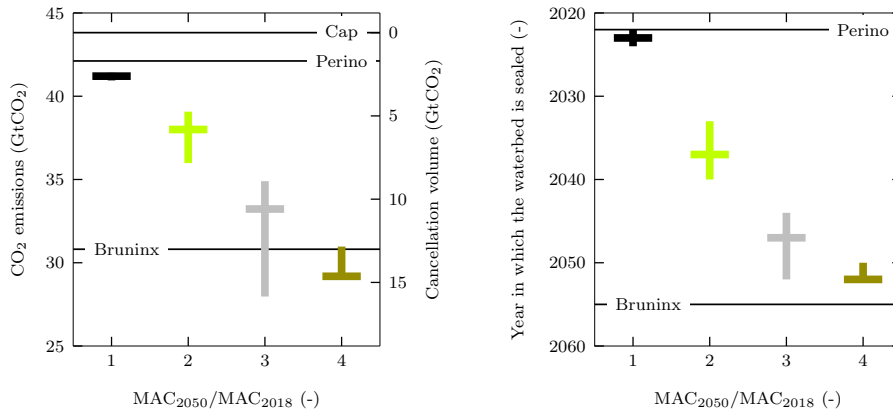 CO2 emissions (GtCO2)
45
40
35
30
25
Cap
Perino
Bruninx
0
5
10
15
Cancellation volume (GtCO2)
1 2 3 4
MAC2050/MAC2018 (-)
Year in which the waterbed is sealed (-)
2020
2030
2040
2050
2060
Perino
Bruninx
1 2 3 4
MAC2050/MAC2018 (-)